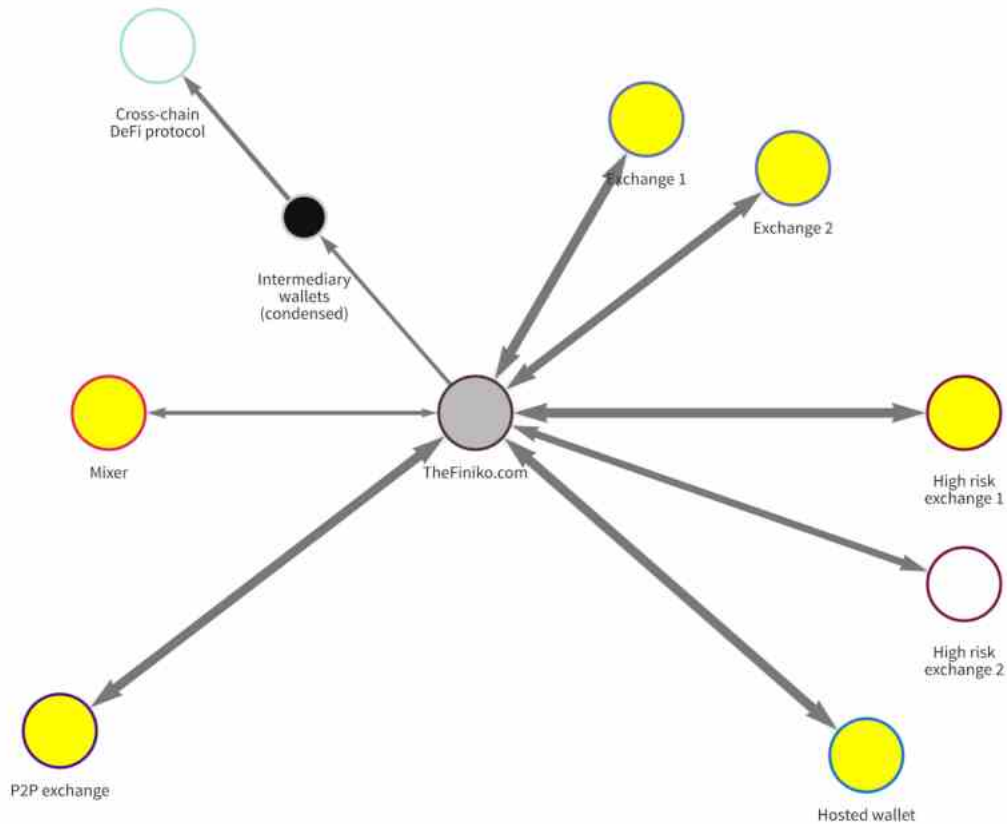 Cross-chain
DeFi protocol
Exchange 1
Exchange 2
Intermediary
wallets
(condensed)
Mixer
TheFiniko.com
High risk
exchange 1
High risk
exchange 2
P2P exchange
Hosted wallet